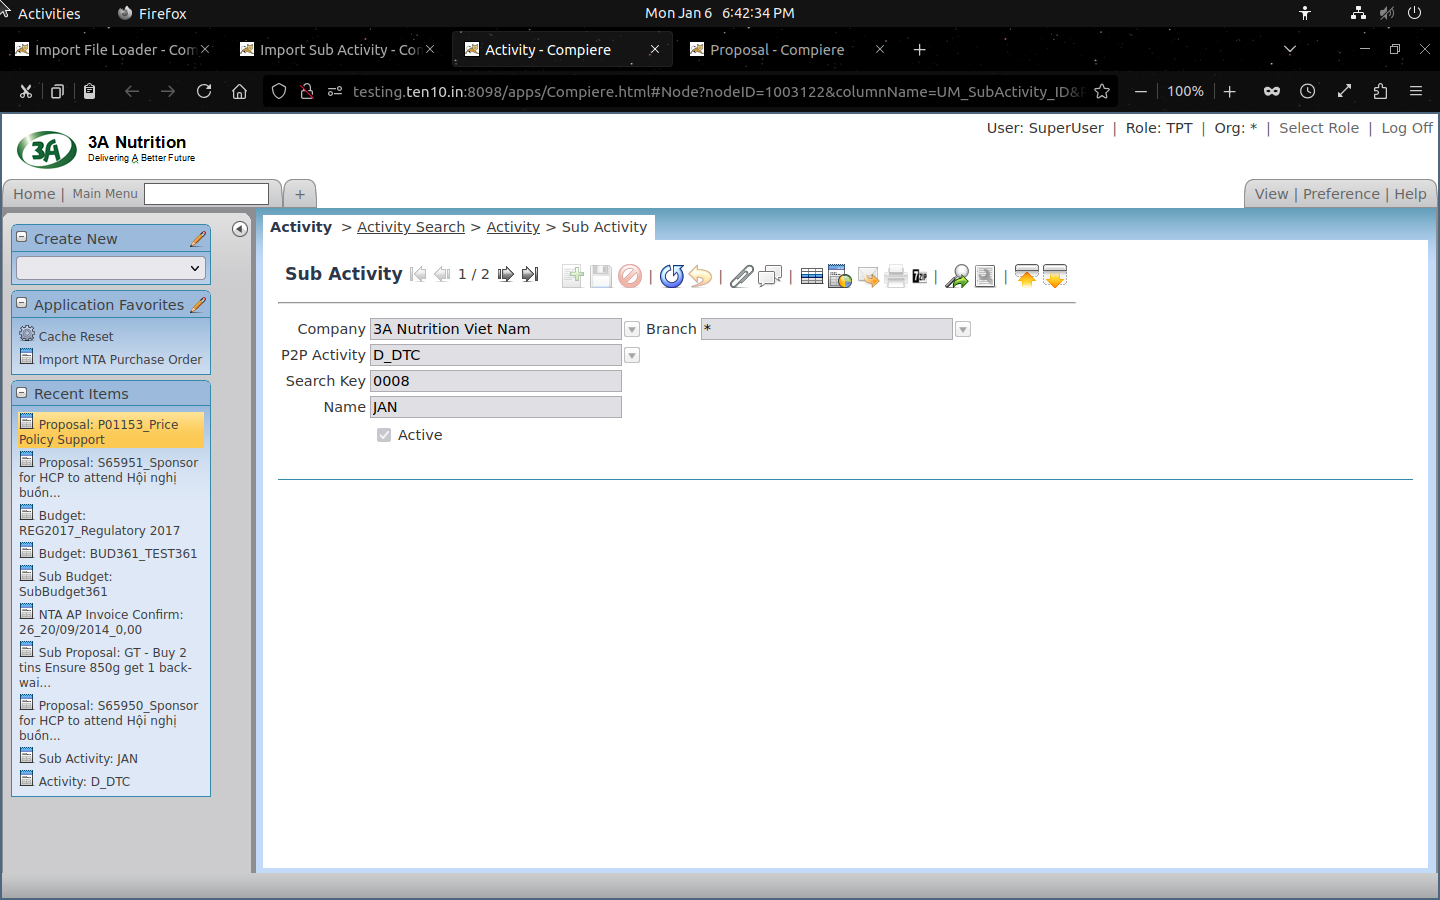 Activities
Firefox
Mon Jan 6 6:42:34 PM
Import File Loader - Com
Import Sub Activity - Cor
Activity - Compiere
Proposal - Compiere
testing.ten10.in:8098/apps/Compiere.html#Node?nodeID=1003122&columnName=UM_SubActivity_ID&
100%
3A
3A Nutrition
Delivering A Better Future
User: SuperUser | Role: TPT | Org: * | Select Role | Log Off
Home | Main Menu
+
View | Preference | Help
Create New
Application Favorites
Cache Reset
Import NTA Purchase Order
Recent Items
Proposal: P01153_Price
Policy Support
Proposal: S65951_Sponsor
for HCP to attend Hội nghị
buồn...
Budget:
REG2017_Regulatory 2017
Budget: BUD361_TEST361
Sub Budget:
SubBudget361
NTA AP Invoice Confirm:
26_20/09/2014_0,00
Sub Proposal: GT - Buy 2
tins Ensure 850g get 1 back-
wai...
Proposal: S65950_Sponsor
for HCP to attend Hội nghị
buồn...
Sub Activity: JAN
Activity: D_DTC
Activity > Activity Search > Activity > Sub Activity
Sub Activity 1 / 2
Company 3A Nutrition Viet Nam Branch *
P2P Activity D_DTC
Search Key 0008
Name JAN
Active